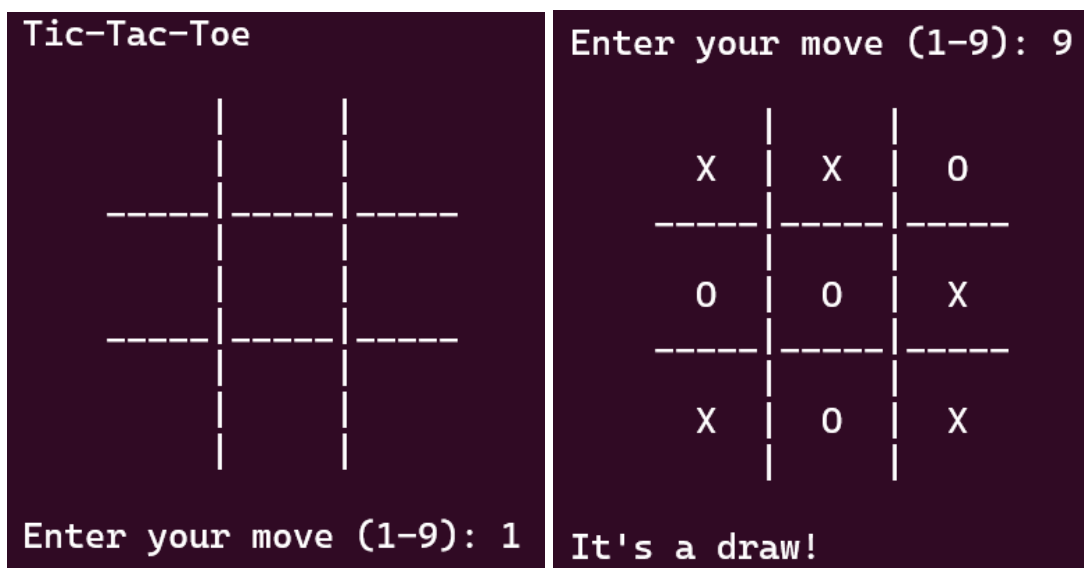 Tic-Tac-Toe
     |     |
     |     |
-----|-----|-----
     |     |
     |     |
-----|-----|-----
     |     |
     |     |
Enter your move (1-9): 1
Enter your move (1-9): 9
     |     |
  X  |  X  |  O
-----|-----|-----
     |     |
  O  |  O  |  X
-----|-----|-----
     |     |
  X  |  O  |  X
     |     |
It's a draw!